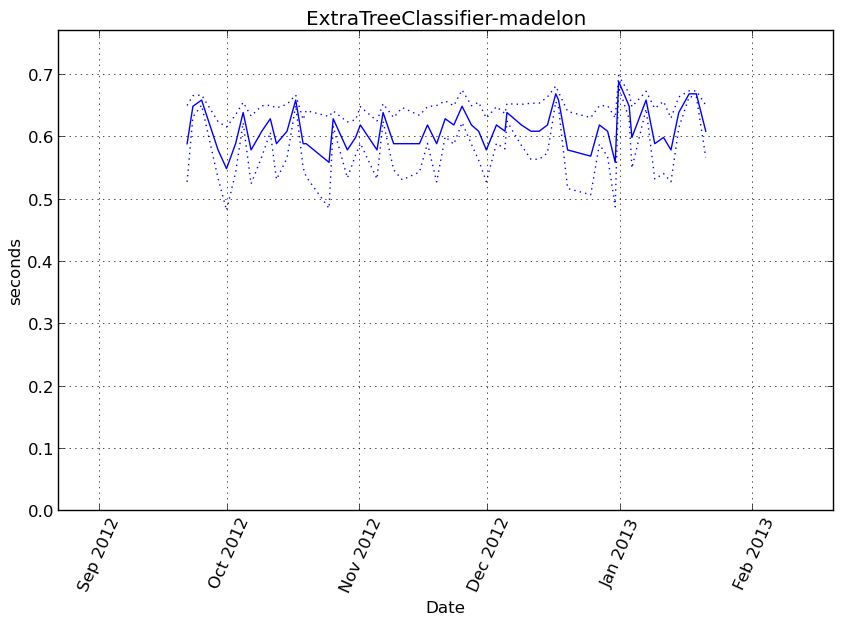 ExtraTreeClassifier-madelon
0.7
0.6
0.5
0.4
0.3
0.2
0.1
0.0
seconds
Sep 2012
Oct 2012
Nov 2012
Dec 2012
Jan 2013
Feb 2013
Date